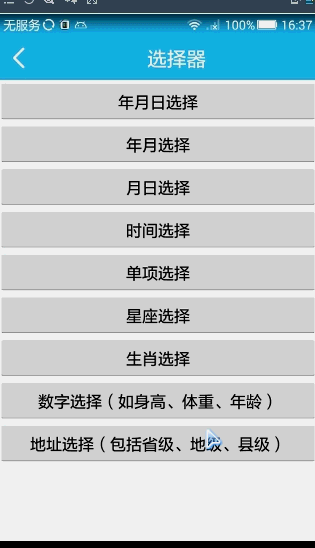 无服务 100% 16:37
选择器
年月日选择
年月选择
月日选择
时间选择
单项选择
星座选择
生肖选择
数字选择（如身高、体重、年龄）
地址选择（包括省级、地级、县级）